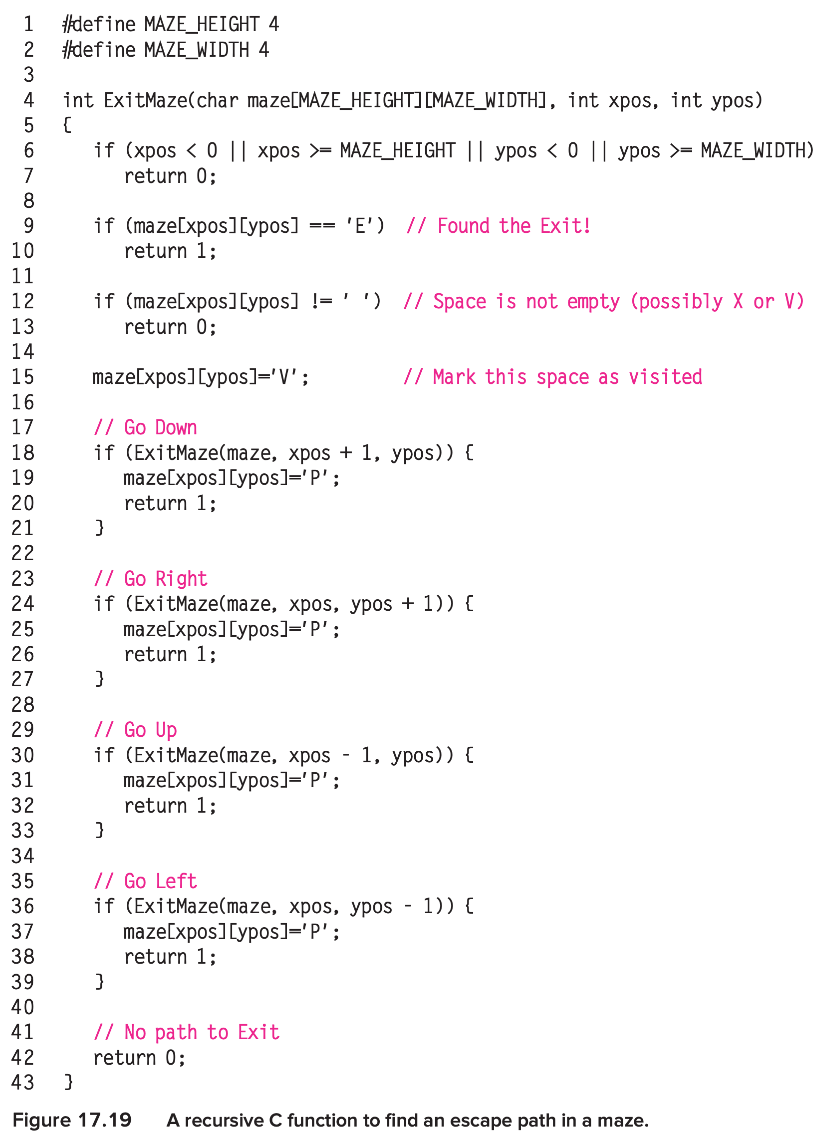 1 #define MAZE_HEIGHT 4
2 #define MAZE_WIDTH 4
3
4 int ExitMaze(char maze[MAZE_HEIGHT][MAZE_WIDTH], int xpos, int ypos)
5 {
6 if (xpos < 0 || xpos >= MAZE_HEIGHT || ypos < 0 || ypos >= MAZE_WIDTH)
7 return 0;
8
9 if (maze[xpos][ypos] == 'E') // Found the Exit!
10 return 1;
11
12 if (maze[xpos][ypos] != ' ') // Space is not empty (possibly X or V)
13 return 0;
14
15 maze[xpos][ypos]='V'; // Mark this space as visited
16
17 // Go Down
18 if (ExitMaze(maze, xpos + 1, ypos)) {
19 maze[xpos][ypos]='P';
20 return 1;
21 }
22
23 // Go Right
24 if (ExitMaze(maze, xpos, ypos + 1)) {
25 maze[xpos][ypos]='P';
26 return 1;
27 }
28
29 // Go Up
30 if (ExitMaze(maze, xpos - 1, ypos)) {
31 maze[xpos][ypos]='P';
32 return 1;
33 }
34
35 // Go Left
36 if (ExitMaze(maze, xpos, ypos - 1)) {
37 maze[xpos][ypos]='P';
38 return 1;
39 }
40
41 // No path to Exit
42 return 0;
43 }
Figure 17.19 A recursive C function to find an escape path in a maze.